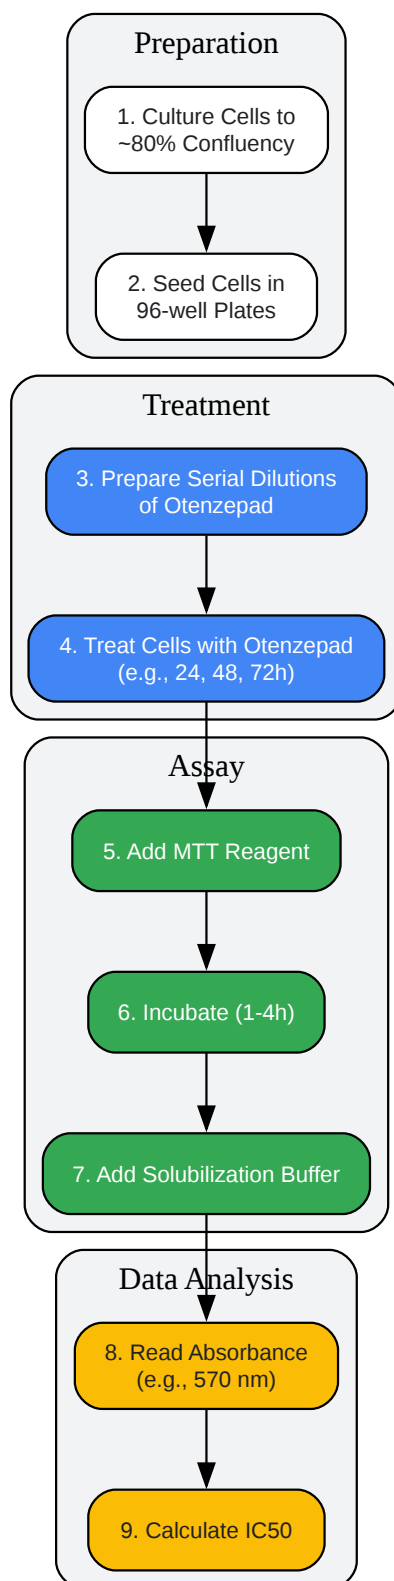 Preparation
1. Culture Cells to
~80% Confluency
2. Seed Cells in
96-well Plates
Treatment
3. Prepare Serial Dilutions
of Otenzepad
4. Treat Cells with Otenzepad
(e.g., 24, 48, 72h)
Assay
5. Add MTT Reagent
6. Incubate (1-4h)
7. Add Solubilization Buffer
Data Analysis
8. Read Absorbance
(e.g., 570 nm)
9. Calculate IC50